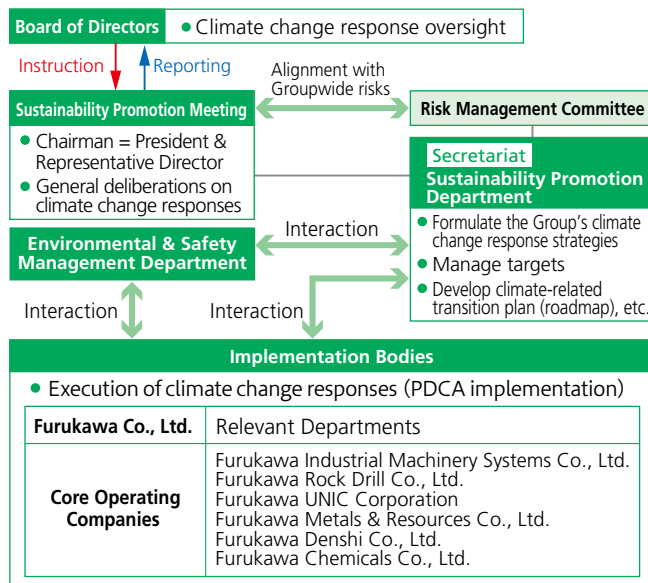 Board of Directors
• Climate change response oversight
Instruction
Reporting
Alignment with
Groupwide risks
Sustainability Promotion Meeting
• Chairman = President &
Representative Director
• General deliberations on
climate change responses
Risk Management Committee
Secretariat
Sustainability Promotion
Department
• Formulate the Group's climate
change response strategies
• Manage targets
• Develop climate-related
transition plan (roadmap), etc.
Environmental & Safety
Management Department
Interaction
Interaction
Interaction
Implementation Bodies
• Execution of climate change responses (PDCA implementation)
Furukawa Co., Ltd.
Relevant Departments
Core Operating
Companies
Furukawa Industrial Machinery Systems Co., Ltd.
Furukawa Rock Drill Co., Ltd.
Furukawa UNIC Corporation
Furukawa Metals & Resources Co., Ltd.
Furukawa Denshi Co., Ltd.
Furukawa Chemicals Co., Ltd.